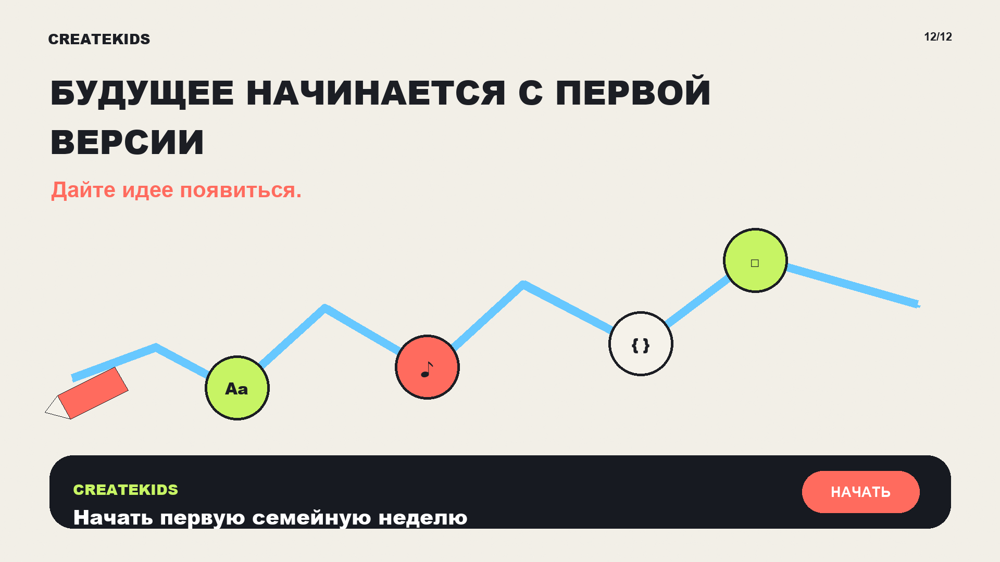 CREATEKIDS
12/12
БУДУЩЕЕ НАЧИНАЕТСЯ С ПЕРВОЙ
ВЕРСИИ
Дайте идее появиться.
Aa
♪
{ }
□
CREATEKIDS
Начать первую семейную неделю
НАЧАТЬ